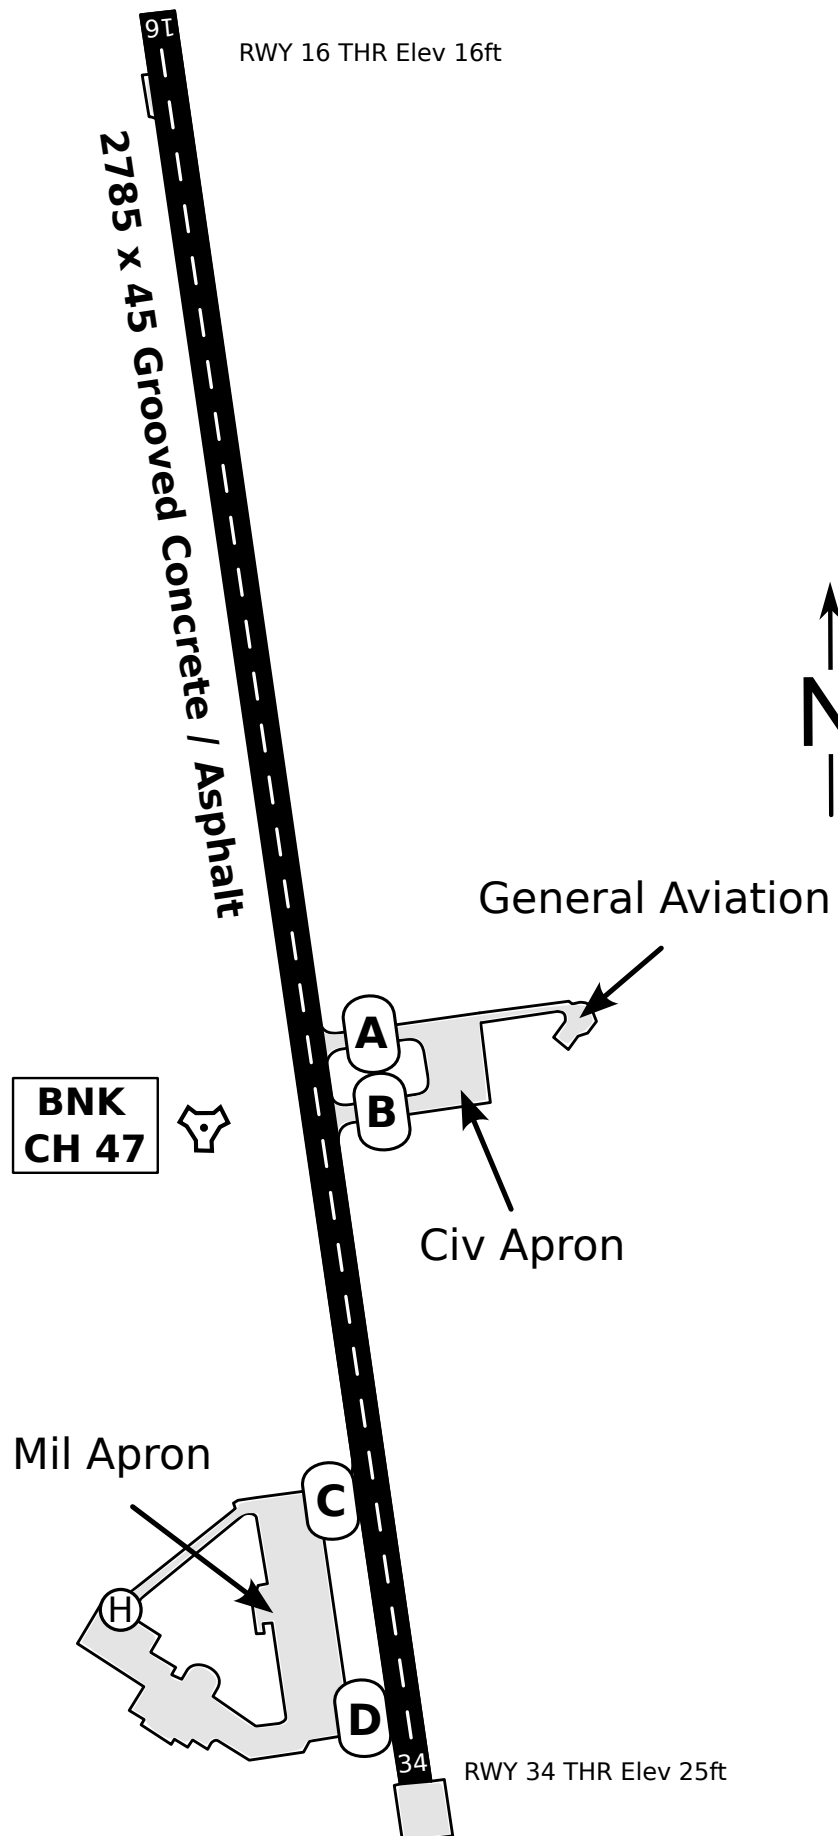 16
RWY 16 THR Elev 16ft
2785 x 45 Grooved Concrete / Asphalt
N
General Aviation
A
BNK
CH 47
B
Civ Apron
Mil Apron
C
H
D
34
RWY 34 THR Elev 25ft